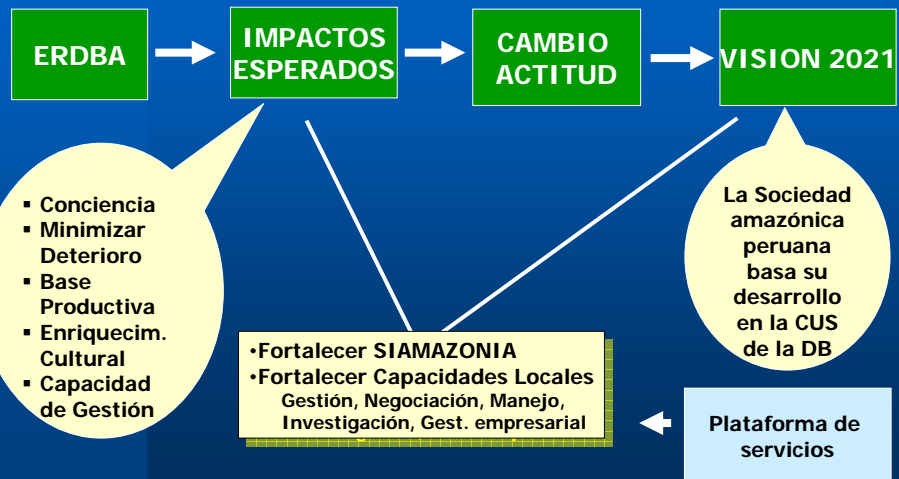 ERDBA
IMPACTOS
ESPERADOS
CAMBIO
ACTITUD
VISION 2021
▪ Conciencia
▪ Minimizar
Deterioro
▪ Base
Productiva
▪ Enriquecim.
Cultural
▪ Capacidad
de Gestión
La Sociedad
amazónica
peruana
basa su
desarrollo
en la CUS
de la DB
•Fortalecer SIAMAZONIA
•Fortalecer Capacidades Locales
Gestión, Negociación, Manejo,
Investigación, Gest. empresarial
Plataforma de
servicios